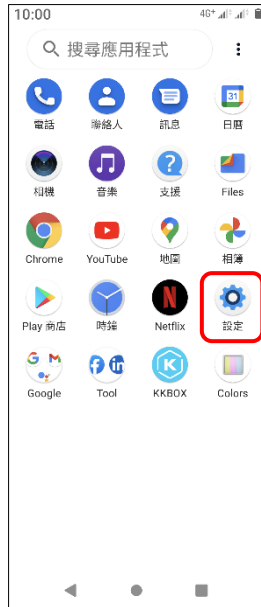 10:00 4G+
搜尋應用程式
31
電話 聯絡人 訊息 日曆
相機 音樂 支援 Files
Chrome YouTube 地圖 相簿
N
Play 商店 時鐘 Netflix 設定
G M f in K
Google Tool KKBOX Colors